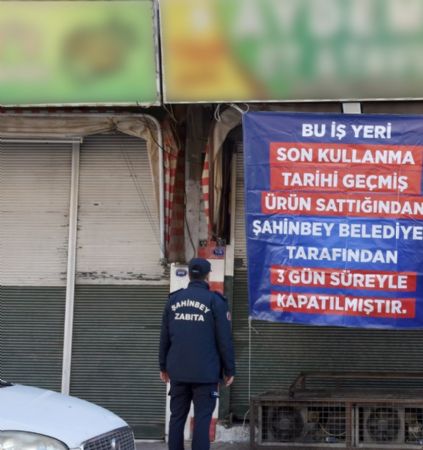 BU İŞ YERİ
SON KULLANMA
TARİHİ GEÇMİŞ
ÜRÜN SATTIĞINDAN
ŞAHİNBEY BELEDİYE
TARAFINDAN
3 GÜN SÜREYLE
KAPATILMIŞTIR.
ŞAHİNBEY
ZABITA